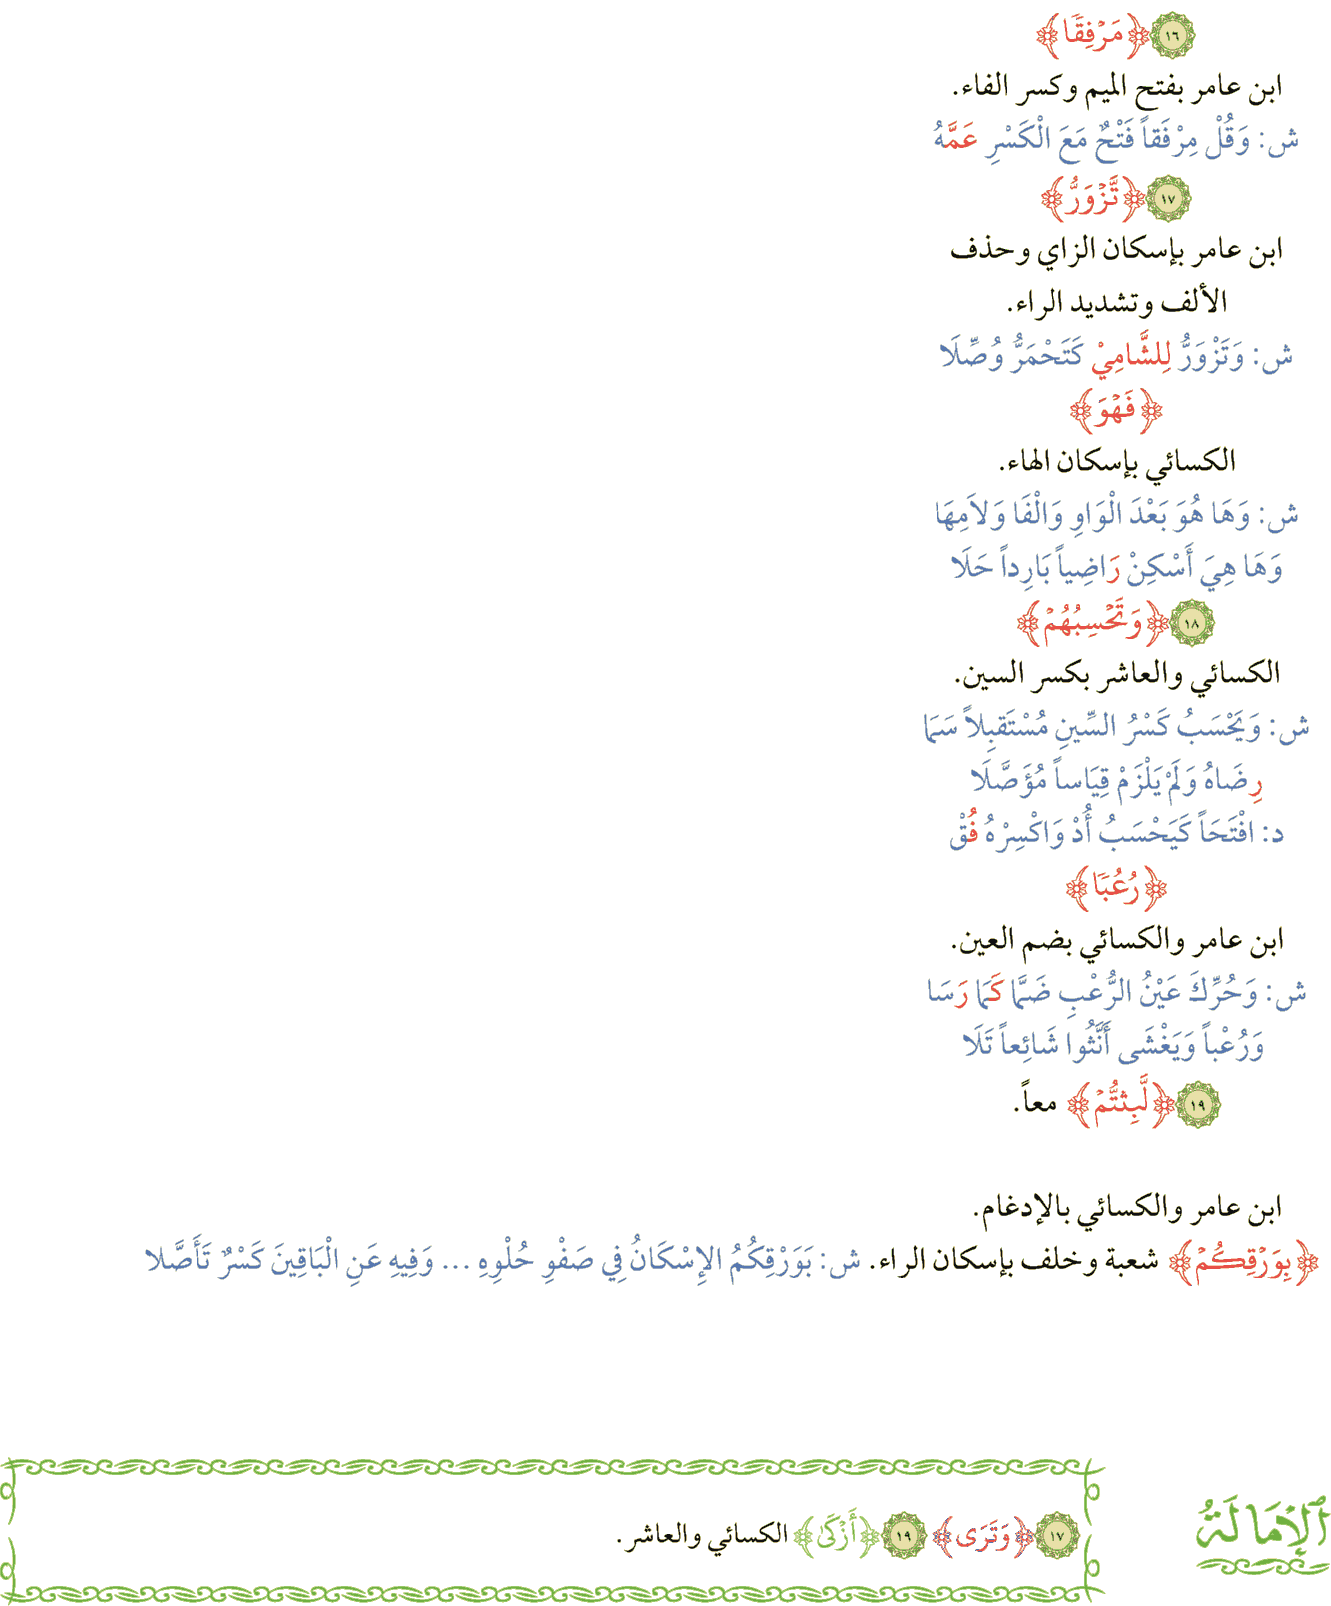 ١٦ ﴿مَرْفِقًا﴾
ابن عامر بفتح الميم وكسر الفاء.
ش: وَقُلْ مِرْفَقاً فَتْحٌ مَعَ الْكَسْرِ عَمَّهُ
١٧ ﴿تَّزْوَرُّ﴾
ابن عامر بإسكان الزاي وحذف
الألف وتشديد الراء.
ش: وَتَزْوَرُّ لِلشَّامِيْ كَتَحْمَرُّ وُصِّلَا
﴿فَهْوَ﴾
الكسائي بإسكان الهاء.
ش: وَهَا هُوَ بَعْدَ الْوَاوِ وَالْفَا وَلاَمِهَا
وَهَا هِيَ أَسْكِنْ رَاضِياً بَارِداً حَلَا
١٨ ﴿وَتَحْسِبُهُمْ﴾
الكسائي والعاشر بكسر السين.
ش: وَيَحْسَبُ كَسْرُ السِّينِ مُسْتَقبِلاً سَمَا
رِضَاهُ وَلَمْ يَلْزَمْ قِيَاساً مُؤَصَّلَا
د: افْتَحَاً كَيَحْسَبُ أُدْ وَاكْسِرْهُ فُقْ
﴿رُعُبًا﴾
ابن عامر والكسائي بضم العين.
ش: وَحُرِّكَ عَيْنُ الرُّعْبِ ضَمَّا كَمَا رَسَا
وَرُعْباً وَيَغْشَى أَنَّثُوا شَائِعاً تَلَا
١٩ ﴿لَّبِثتُّمْ﴾ معاً.
ابن عامر والكسائي بالإدغام.
﴿بِوَرْقِكُمْ﴾ شعبة وخلف بإسكان الراء. ش: بَوَرْقِكُمُ الإِسْكَانُ فِي صَفْوِ حُلْوِهِ ... وَفِيهِ عَنِ الْبَاقِينَ كَسْرٌ تَأَصَّلا
الإِمَالَةُ
١٧ ﴿وَتَرَى﴾ ١٩ ﴿أَزْكَىٰ﴾ الكسائي والعاشر.